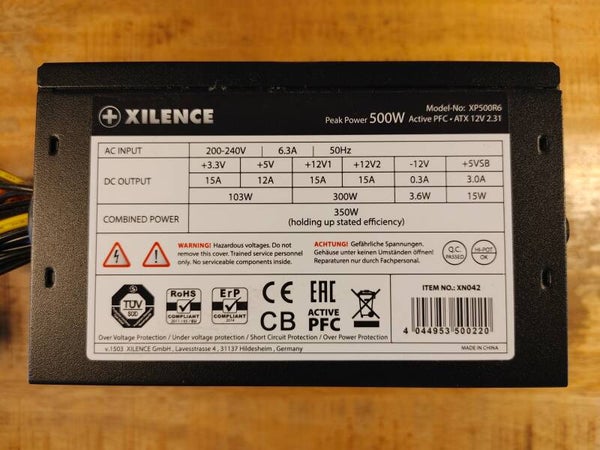 XILENCE
Model-No: XP500R6
Peak Power 500W Active PFC • ATX 12V 2.31
AC INPUT 200-240V 6.3A 50Hz
+3.3V +5V +12V1 +12V2 -12V +5VSB
DC OUTPUT 15A 12A 15A 15A 0.3A 3.0A
103W 300W 3.6W 15W
COMBINED POWER 350W
(holding up stated efficiency)
WARNING! Hazardous voltages. Do not
remove this cover. Trained service personnel
only. No serviceable components inside.
ACHTUNG! Gefährliche Spannungen.
Gehäuse unter keinen Umständen öffnen!
Reparatur nur durch Fachpersonal.
Q.C.
PASSED
HI-POT
OK
TÜV
SÜD
RoHS
COMPLIANT
2011 / 65 / EU
ErP
COMPLIANT
2014
CE
CB
EAC
ACTIVE
PFC
ITEM NO.: XN042
4 044953 500220
Over Voltage Protection / Under voltage protection / Short Circuit Protection / Over Power Protection
v.1503 XILENCE GmbH , Lavesstrasse 4 , 31137 Hildesheim , Germany
MADE IN CHINA